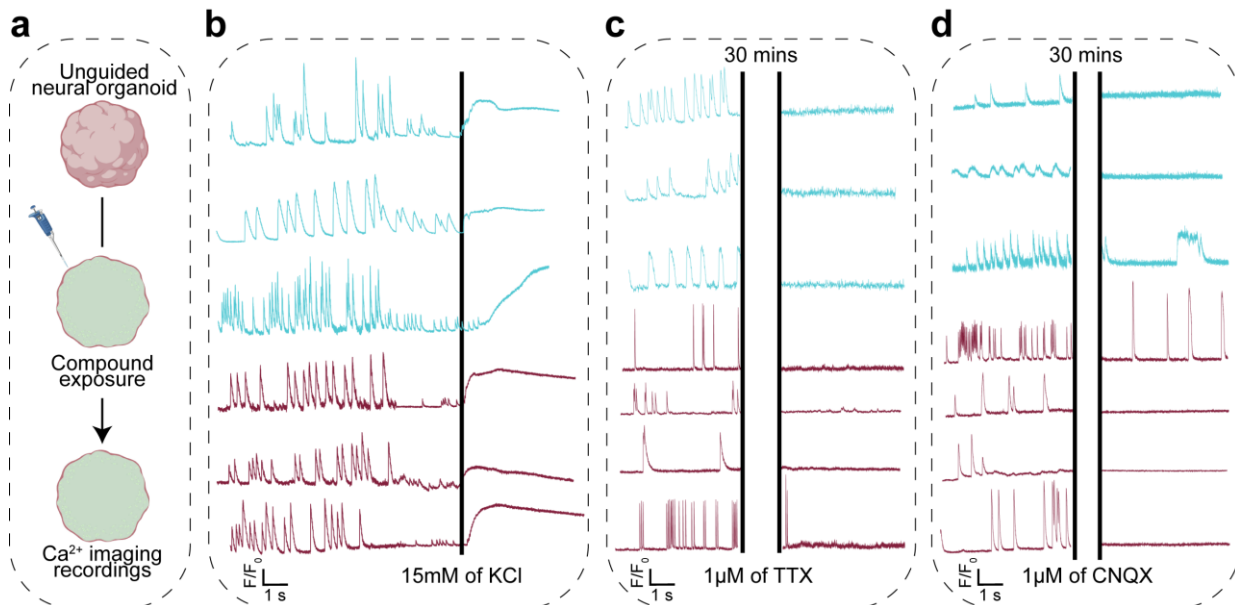 a
Unguided
neural organoid
Compound
exposure
Ca²⁺ imaging
recordings
b
F/F₀
1 s
15mM of KCl
c
30 mins
F/F₀
1 s
1µM of TTX
d
30 mins
F/F₀
1 s
1µM of CNQX